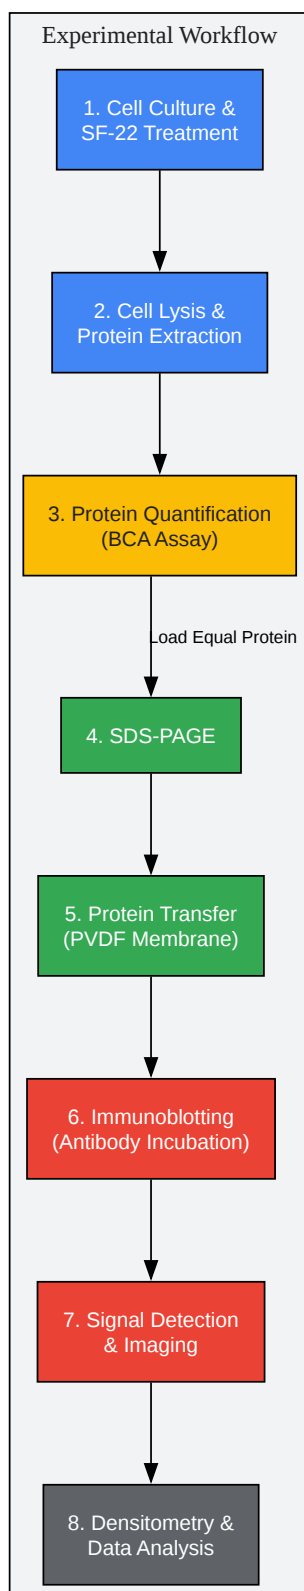 Experimental Workflow
1. Cell Culture &
SF-22 Treatment
2. Cell Lysis &
Protein Extraction
3. Protein Quantification
(BCA Assay)
Load Equal Protein
4. SDS-PAGE
5. Protein Transfer
(PVDF Membrane)
6. Immunoblotting
(Antibody Incubation)
7. Signal Detection
& Imaging
8. Densitometry &
Data Analysis